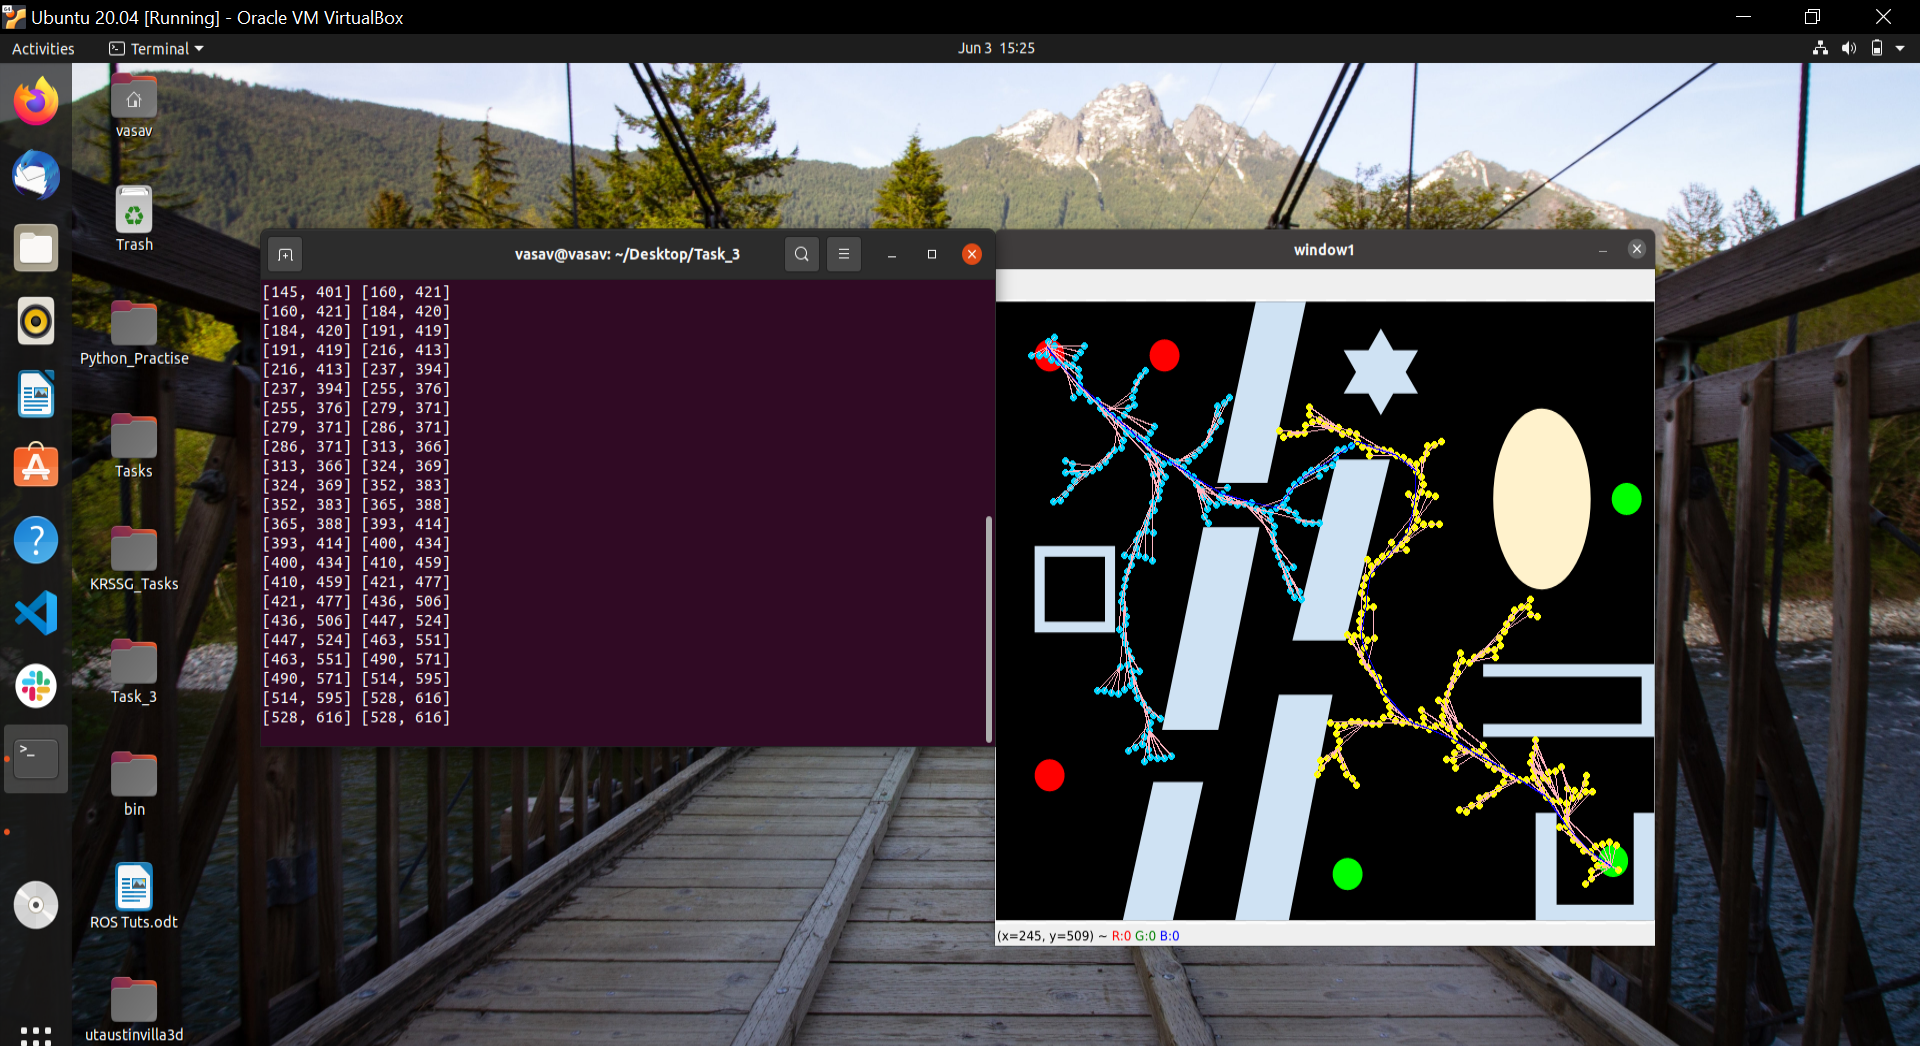 Ubuntu 20.04 [Running] - Oracle VM VirtualBox
Activities
Terminal
Jun 3 15:25
vasav
Trash
Python_Practise
Tasks
KRSSG_Tasks
Task_3
bin
ROS Tuts.odt
utaustinvilla3d
vasav@vasav: ~/Desktop/Task_3
[145, 401] [160, 421]
[160, 421] [184, 420]
[184, 420] [191, 419]
[191, 419] [216, 413]
[216, 413] [237, 394]
[237, 394] [255, 376]
[255, 376] [279, 371]
[279, 371] [286, 371]
[286, 371] [313, 366]
[313, 366] [324, 369]
[324, 369] [352, 383]
[352, 383] [365, 388]
[365, 388] [393, 414]
[393, 414] [400, 434]
[400, 434] [410, 459]
[410, 459] [421, 477]
[421, 477] [436, 506]
[436, 506] [447, 524]
[447, 524] [463, 551]
[463, 551] [490, 571]
[490, 571] [514, 595]
[514, 595] [528, 616]
[528, 616] [528, 616]
window1
(x=245, y=509) ~ R:0 G:0 B:0